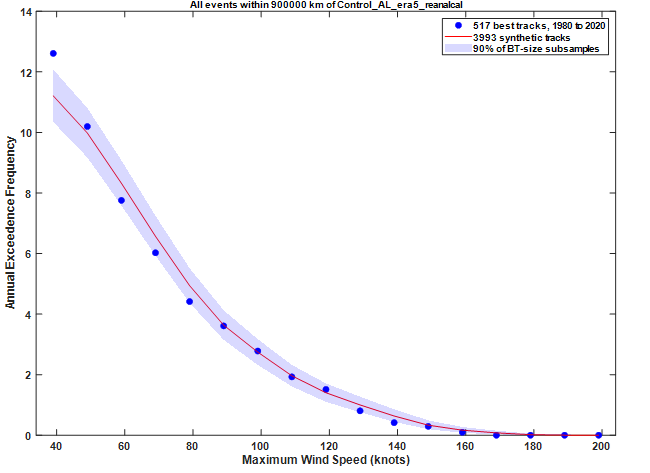 All events within 900000 km of Control_AL_era5_reanalcal
517 best tracks, 1980 to 2020
3993 synthetic tracks
90% of BT-size subsamples
Annual Exceedence Frequency
14
12
10
8
6
4
2
0
40 60 80 100 120 140 160 180 200
Maximum Wind Speed (knots)